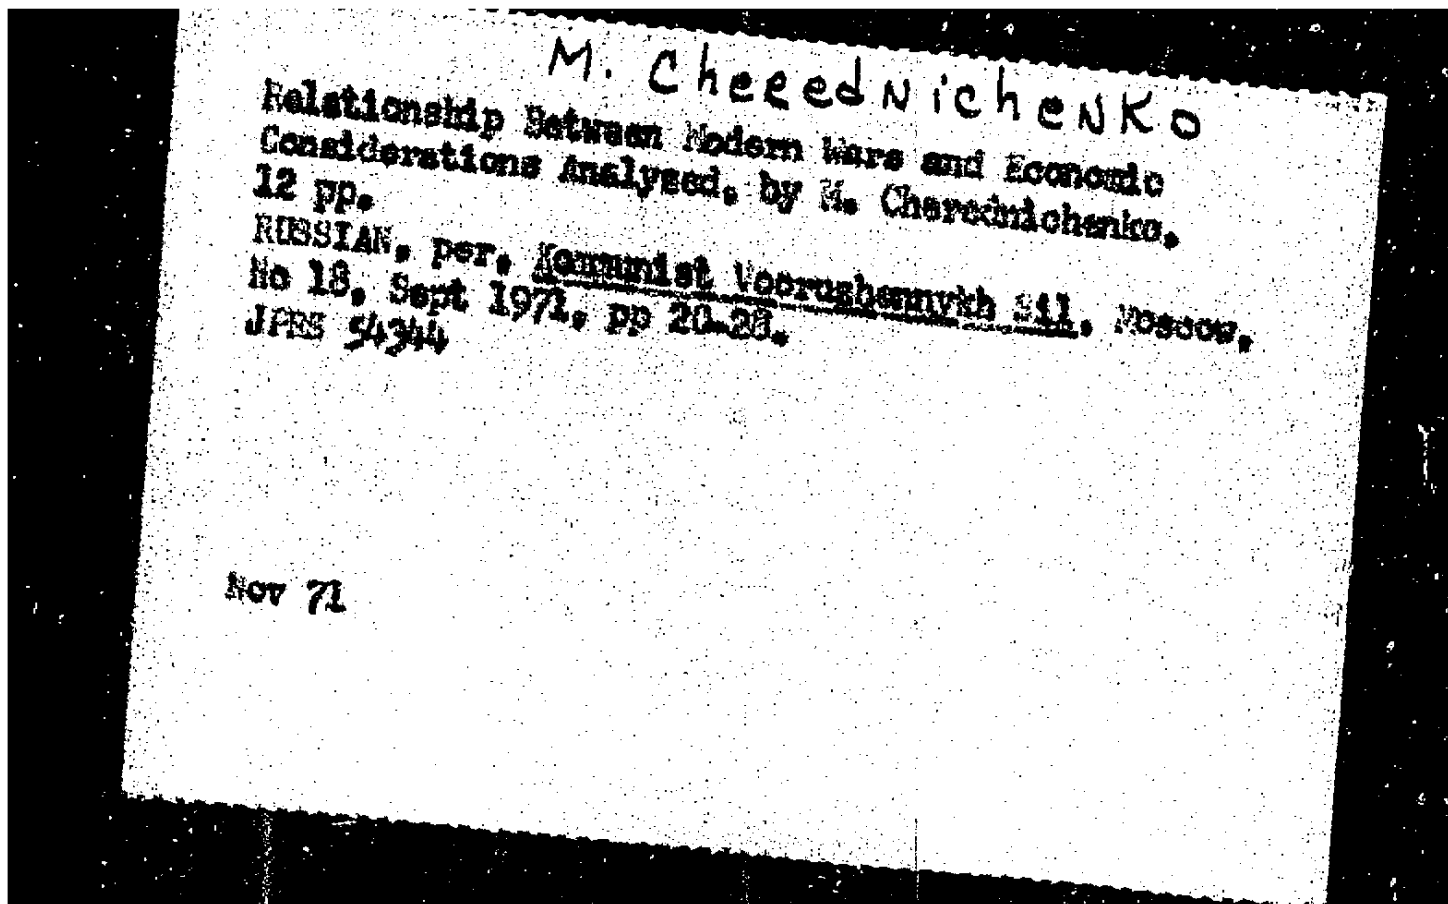 M. Cherednichenko
Relationship Between Modern Wars and Economic
Considerations Analysed, by M. Cherednichenko.
12 pp.
RUSSIAN, per, Kommunist Vooruzhennykh Sil, Moscow,
No 18, Sept 1971, pp 20-28.
JPRS 54344
Nov 71